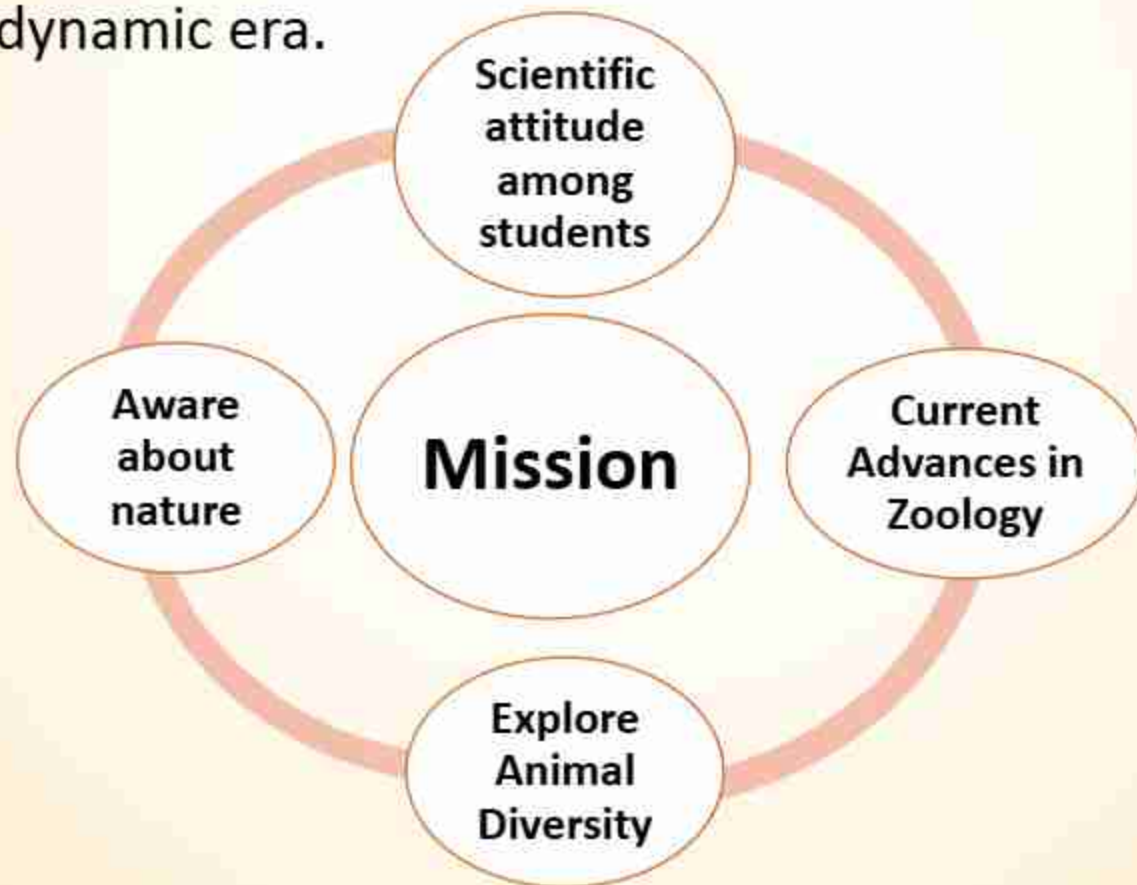 dynamic era.
Scientific
attitude
among
students
Aware
about
nature
Mission
Current
Advances in
Zoology
Explore
Animal
Diversity